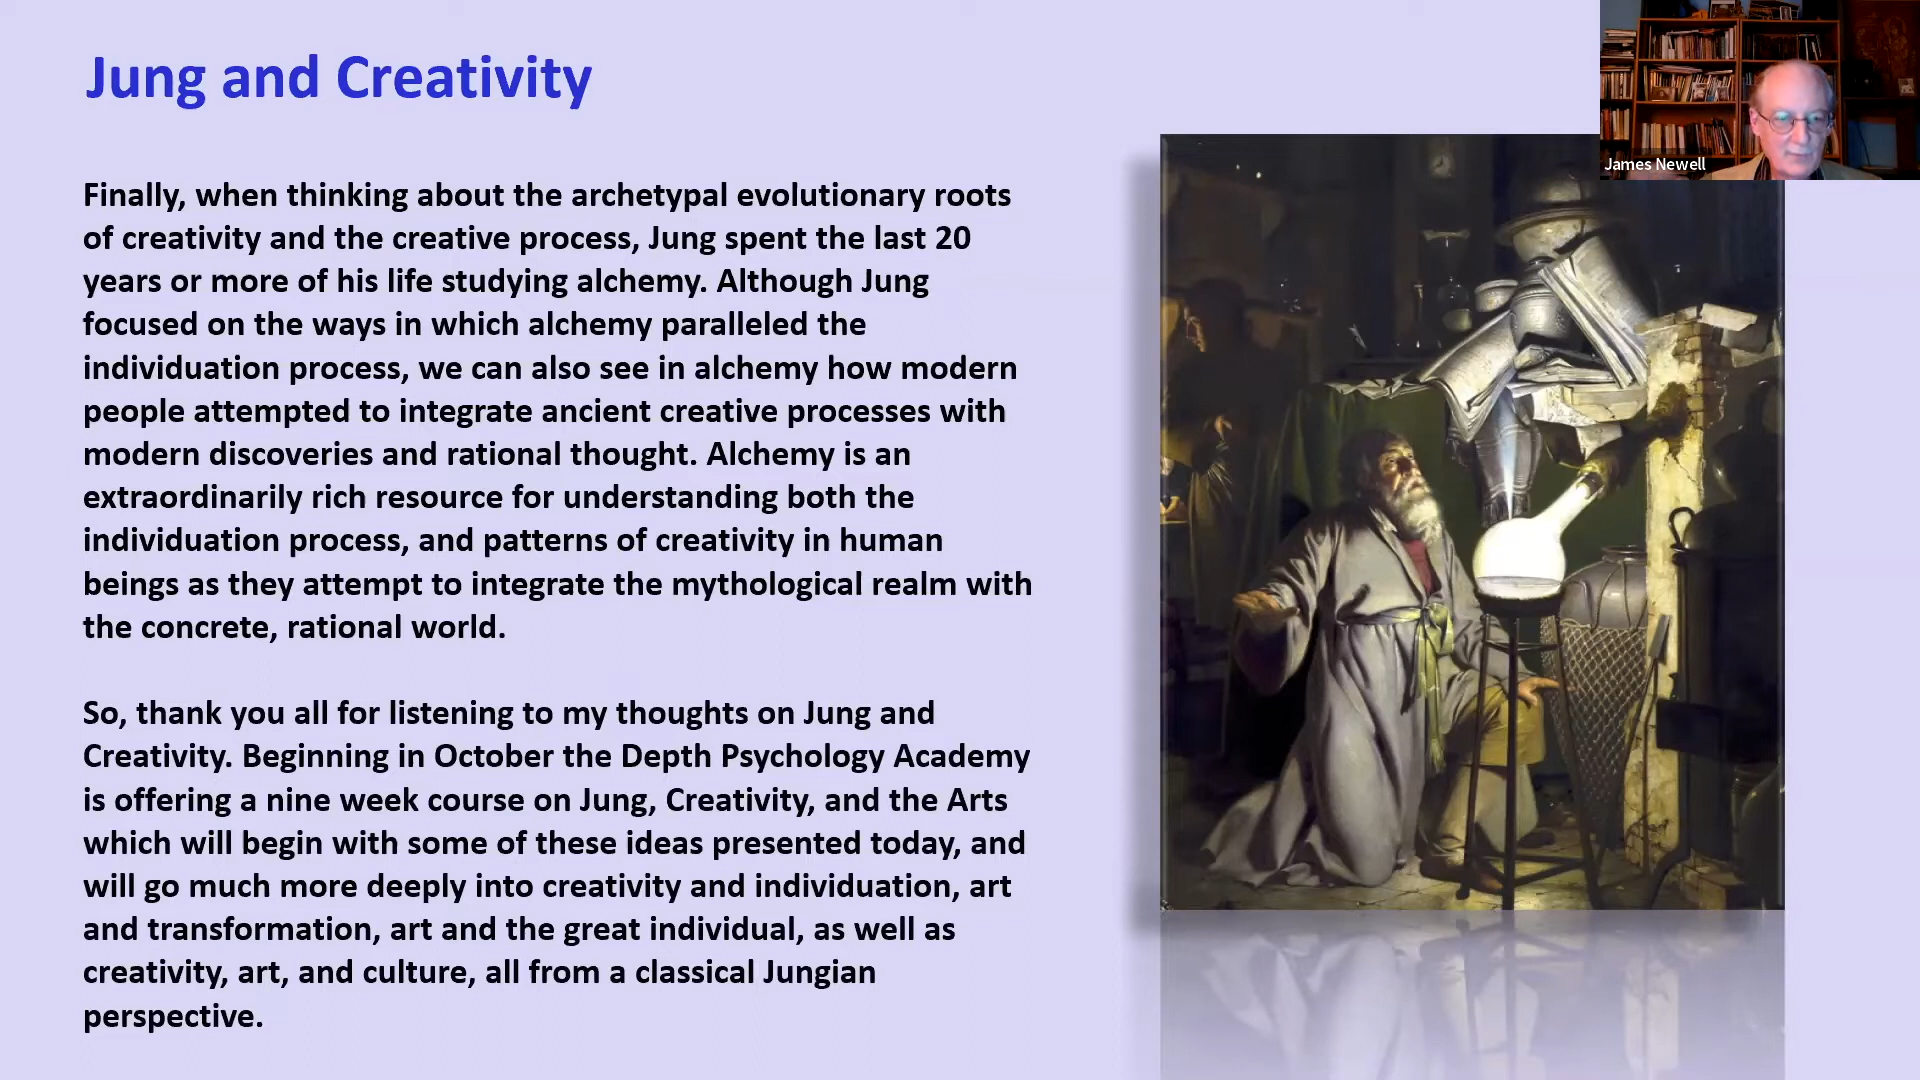 Jung and Creativity
James Newell
Finally, when thinking about the archetypal evolutionary roots
of creativity and the creative process, Jung spent the last 20
years or more of his life studying alchemy. Although Jung
focused on the ways in which alchemy paralleled the
individuation process, we can also see in alchemy how modern
people attempted to integrate ancient creative processes with
modern discoveries and rational thought. Alchemy is an
extraordinarily rich resource for understanding both the
individuation process, and patterns of creativity in human
beings as they attempt to integrate the mythological realm with
the concrete, rational world.
So, thank you all for listening to my thoughts on Jung and
Creativity. Beginning in October the Depth Psychology Academy
is offering a nine week course on Jung, Creativity, and the Arts
which will begin with some of these ideas presented today, and
will go much more deeply into creativity and individuation, art
and transformation, art and the great individual, as well as
creativity, art, and culture, all from a classical Jungian
perspective.